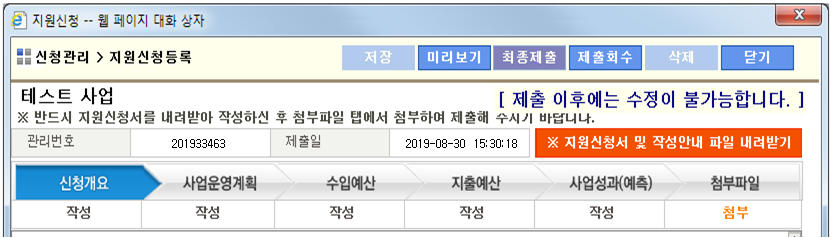 지원신청 -- 웹 페이지 대화 상자
신청관리 > 지원신청등록 저장 미리보기 최종제출 제출회수 삭제 닫기
테스트 사업 [ 제출 이후에는 수정이 불가능합니다. ]
※ 반드시 지원신청서를 내려받아 작성하신 후 첨부파일 탭에서 첨부하여 제출해 주시기 바랍니다.
관리번호 201933463 제출일 2019-08-30 15:30:18 ※ 지원신청서 및 작성안내 파일 내려받기
신청개요 사업운영계획 수입예산 지출예산 사업성과(예측) 첨부파일
작성 작성 작성 작성 작성 첨부